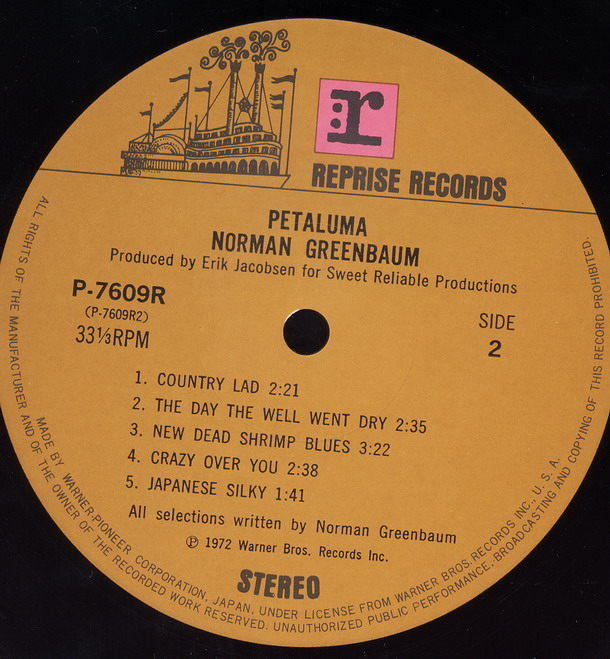 r
REPRISE RECORDS
PETALUMA
NORMAN GREENBAUM
Produced by Erik Jacobsen for Sweet Reliable Productions
P-7609R
(P-7609R2)
33⅓RPM
SIDE
2
1. COUNTRY LAD 2:21
2. THE DAY THE WELL WENT DRY 2:35
3. NEW DEAD SHRIMP BLUES 3:22
4. CRAZY OVER YOU 2:38
5. JAPANESE SILKY 1:41
All selections written by Norman Greenbaum
Ⓟ 1972 Warner Bros. Records Inc.
STEREO
MADE BY WARNER-PIONEER CORPORATION, JAPAN, UNDER LICENSE FROM WARNER BROS. RECORDS INC., U. S. A.
ALL RIGHTS OF THE MANUFACTURER AND OF THE OWNER OF THE RECORDED WORK RESERVED. UNAUTHORIZED PUBLIC PERFORMANCE, BROADCASTING AND COPYING OF THIS RECORD PROHIBITED.